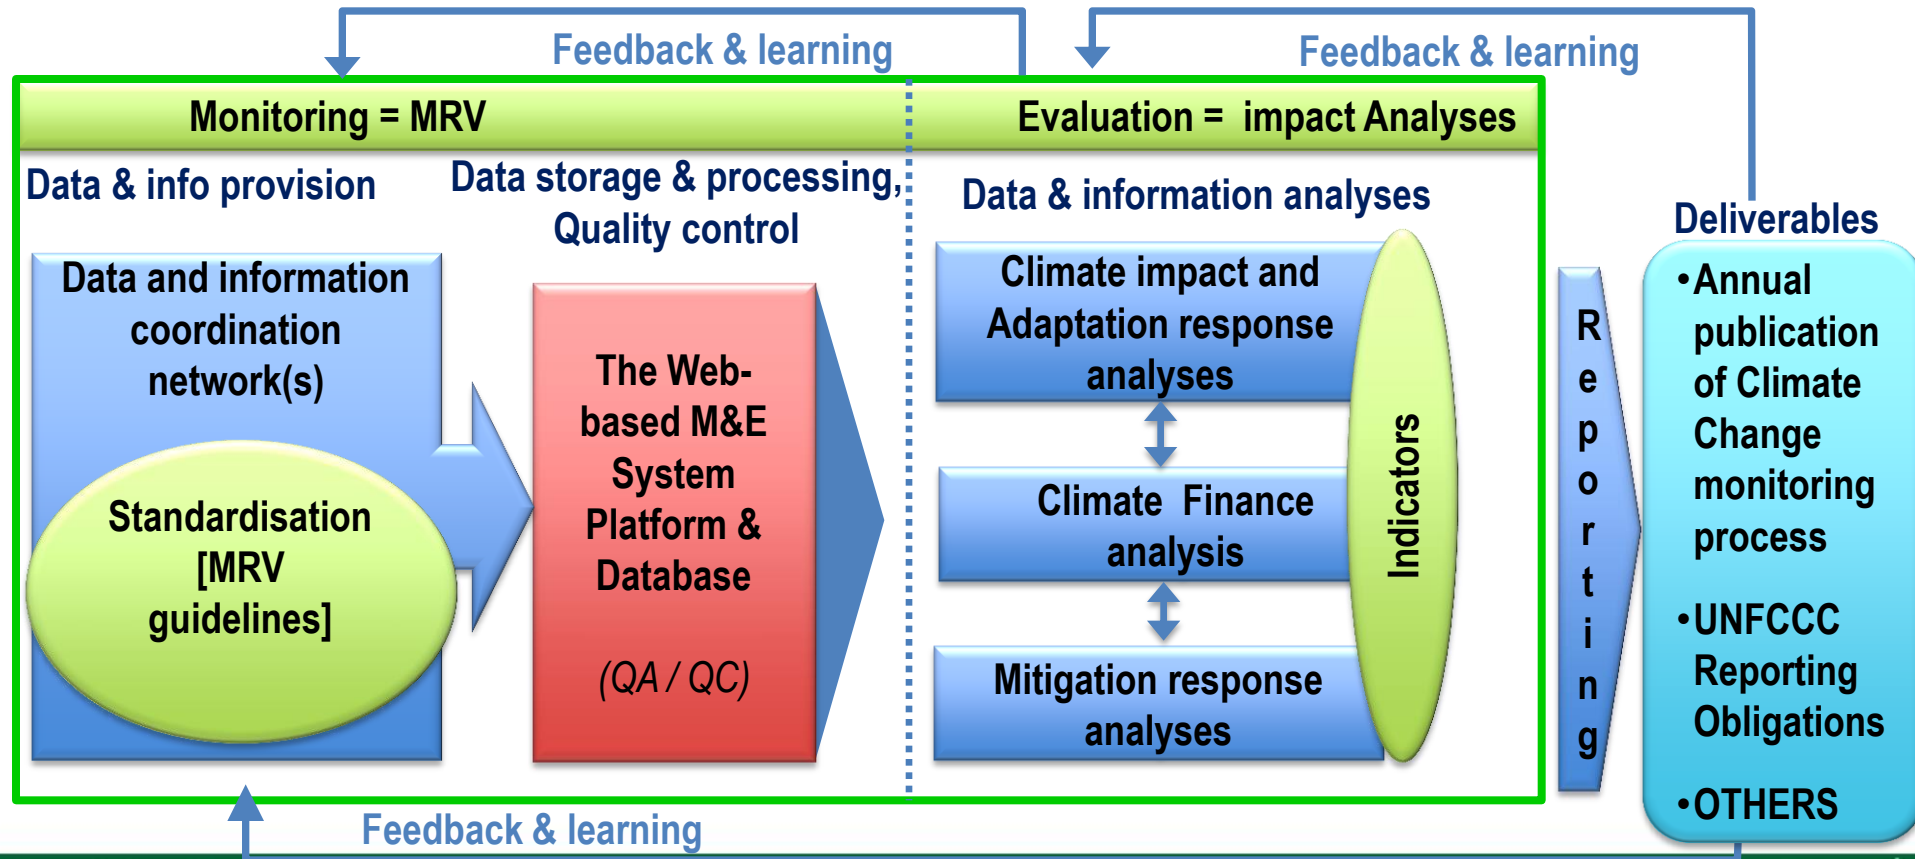 Feedback & learning
Feedback & learning
Monitoring = MRV
Evaluation = impact Analyses
Data & info provision
Data storage & processing,
Quality control
Data & information analyses
Deliverables
Data and information
coordination
network(s)
Standardisation
[MRV
guidelines]
The Web-
based M&E
System
Platform &
Database
(QA / QC)
Climate impact and
Adaptation response
analyses
Climate Finance
analysis
Mitigation response
analyses
Indicators
R
e
p
o
r
t
i
n
g
•Annual
publication
of Climate
Change
monitoring
process
•UNFCCC
Reporting
Obligations
•OTHERS
Feedback & learning